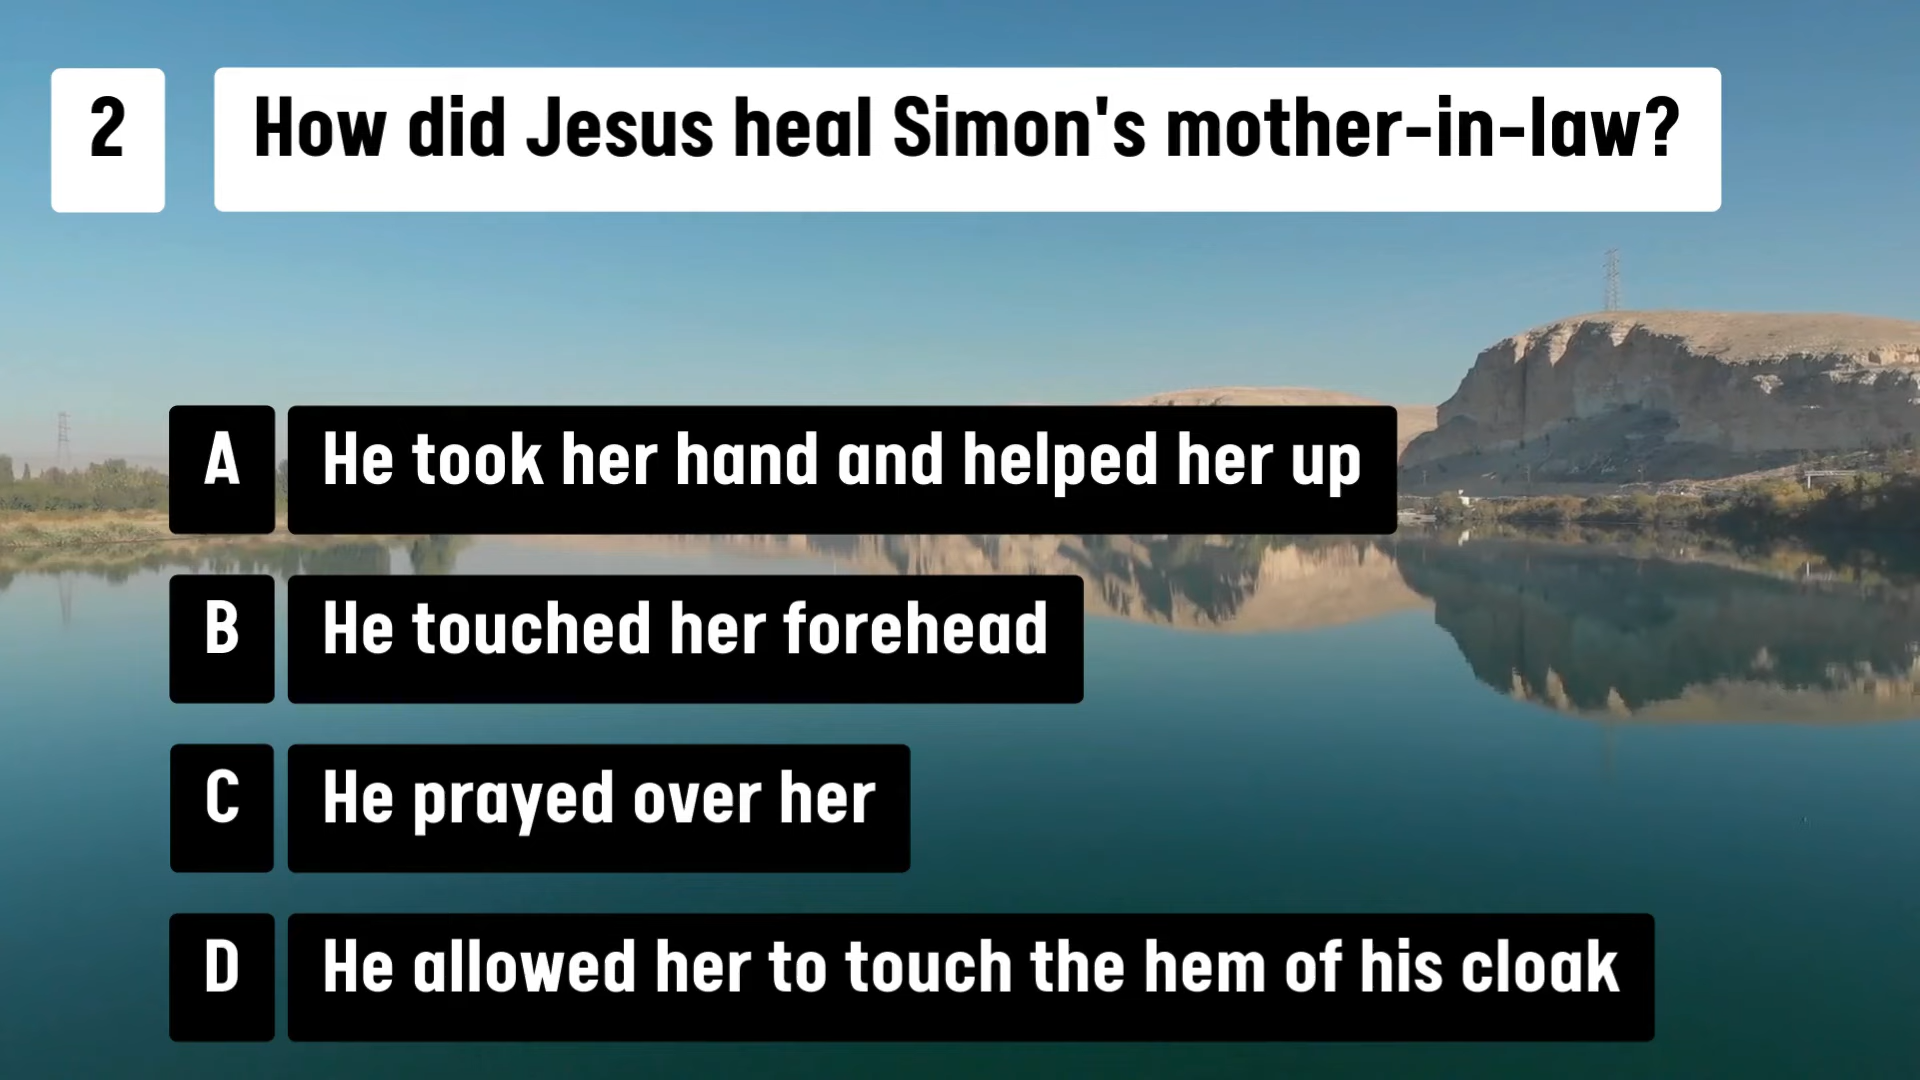 2 How did Jesus heal Simon's mother-in-law?
A He took her hand and helped her up
B He touched her forehead
C He prayed over her
D He allowed her to touch the hem of his cloak